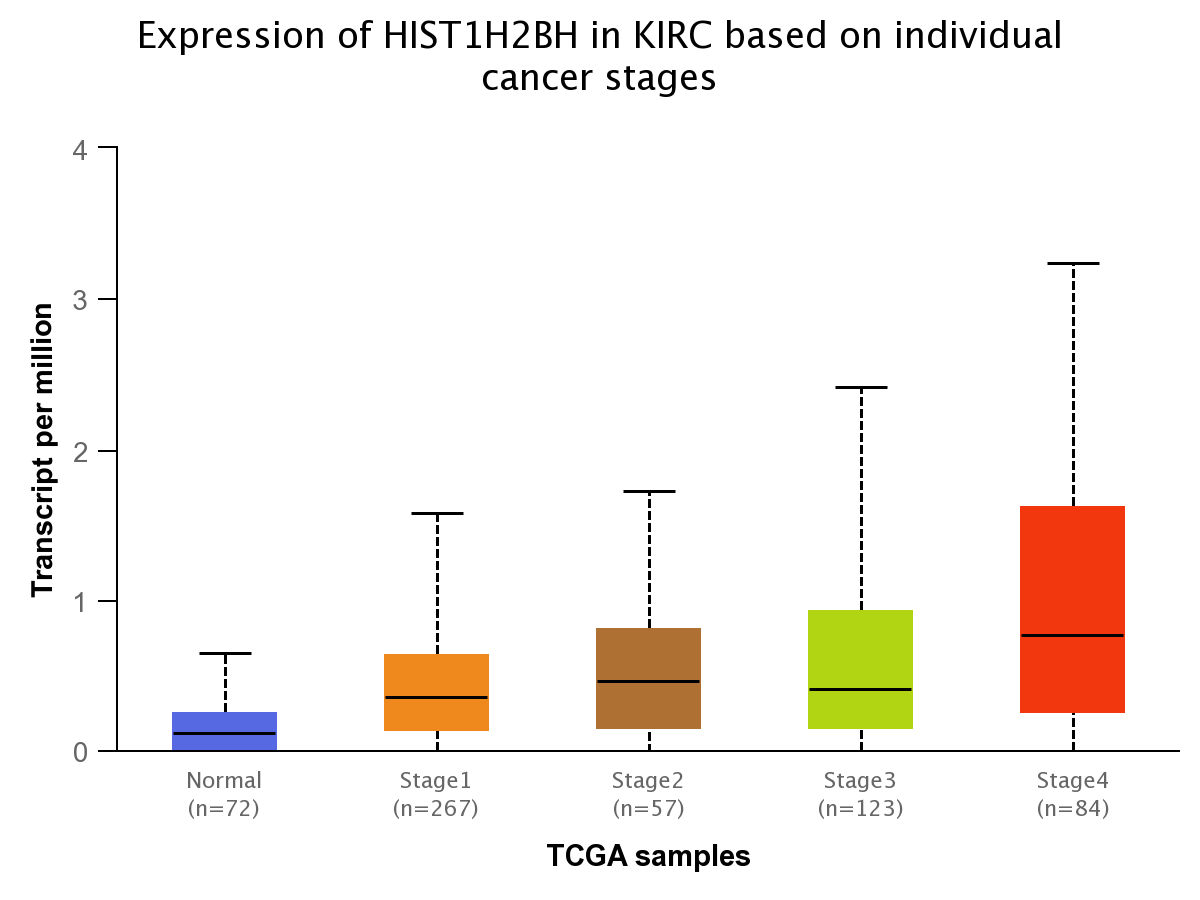 Expression of HIST1H2BH in KIRC based on individual
cancer stages
Transcript per million
4
3
2
1
0
Normal
(n=72)
Stage1
(n=267)
Stage2
(n=57)
Stage3
(n=123)
Stage4
(n=84)
TCGA samples